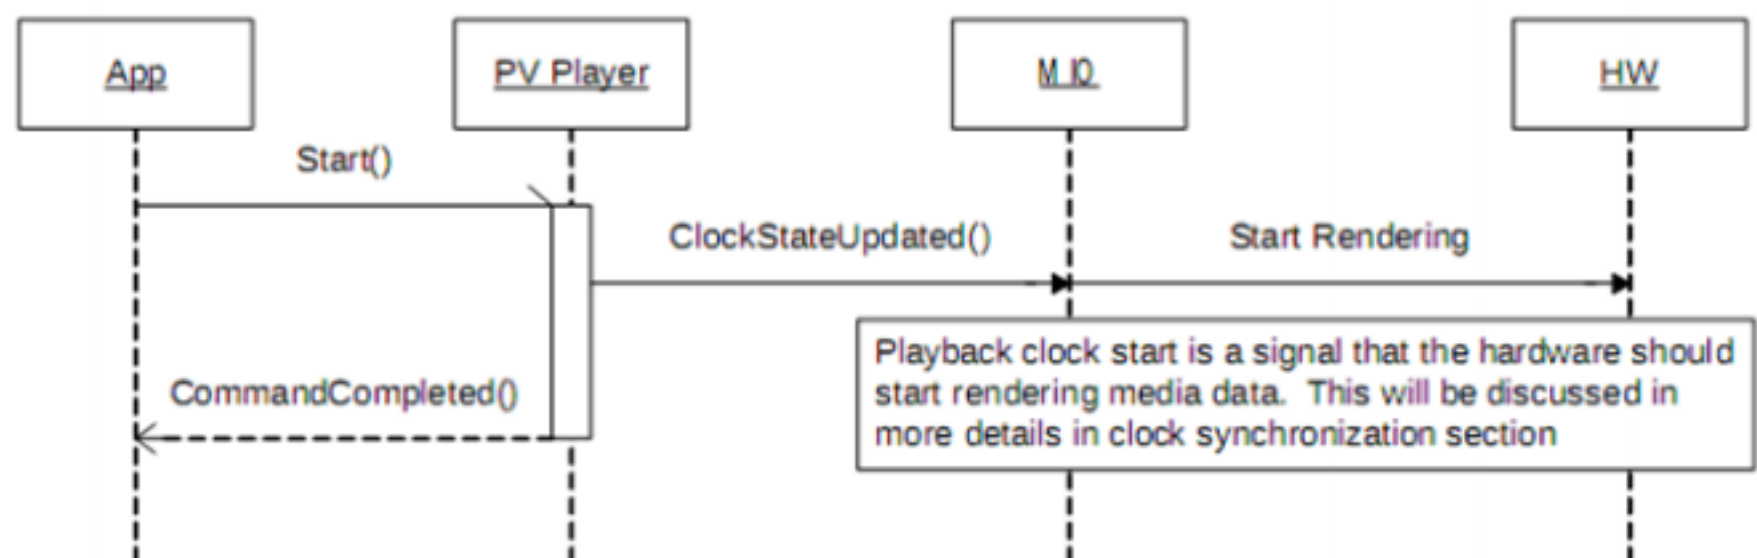 App
PV Player
M IO
HW
Start()
ClockStateUpdated()
Start Rendering
Playback clock start is a signal that the hardware should
start rendering media data.  This will be discussed in
more details in clock synchronization section
CommandCompleted()